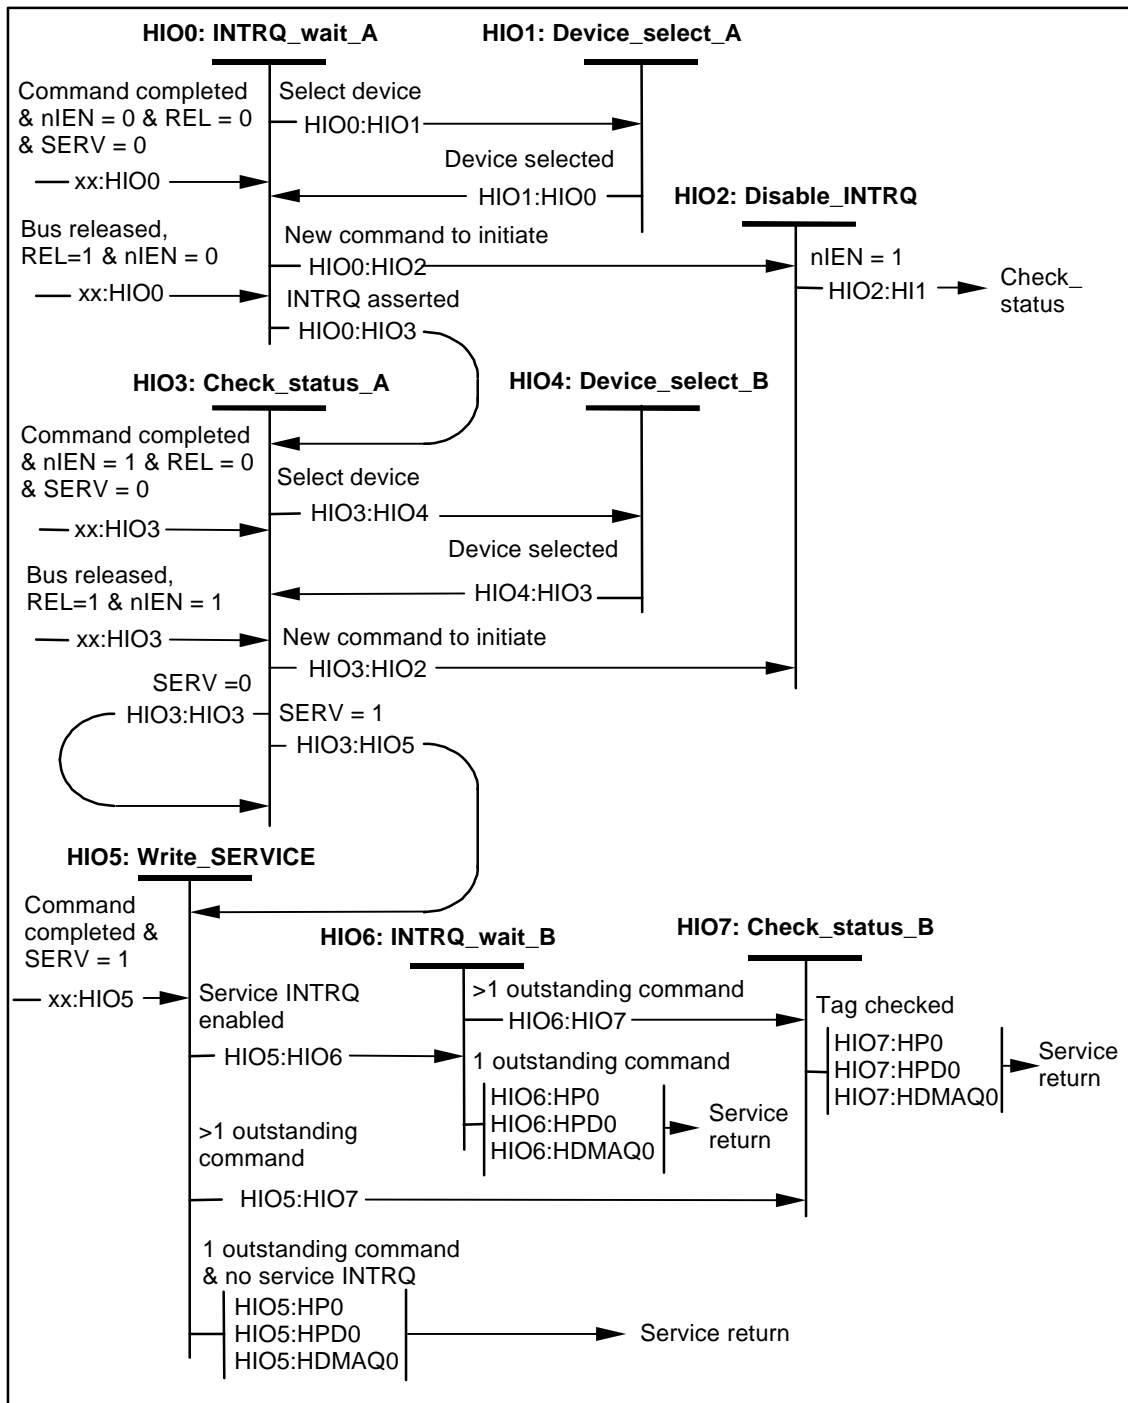 HIO0: INTRQ_wait_A
HIO1: Device_select_A
Command completed
& nIEN = 0 & REL = 0
& SERV = 0
xx:HIO0
Select device
HIO0:HIO1
Device selected
HIO1:HIO0
HIO2: Disable_INTRQ
Bus released,
REL=1 & nIEN = 0
xx:HIO0
New command to initiate
HIO0:HIO2
nIEN = 1
HIO2:HI1
Check_
status
INTRQ asserted
HIO0:HIO3
HIO3: Check_status_A
HIO4: Device_select_B
Command completed
& nIEN = 1 & REL = 0
& SERV = 0
xx:HIO3
Select device
HIO3:HIO4
Device selected
HIO4:HIO3
Bus released,
REL=1 & nIEN = 1
xx:HIO3
New command to initiate
HIO3:HIO2
SERV =0
HIO3:HIO3
SERV = 1
HIO3:HIO5
HIO5: Write_SERVICE
Command
completed &
SERV = 1
xx:HIO5
HIO6: INTRQ_wait_B
HIO7: Check_status_B
Service INTRQ
enabled
HIO5:HIO6
>1 outstanding command
HIO6:HIO7
1 outstanding command
HIO6:HP0
HIO6:HPD0
HIO6:HDMAQ0
Service
return
Tag checked
HIO7:HP0
HIO7:HPD0
HIO7:HDMAQ0
Service
return
>1 outstanding
command
HIO5:HIO7
1 outstanding command
& no service INTRQ
HIO5:HP0
HIO5:HPD0
HIO5:HDMAQ0
Service return